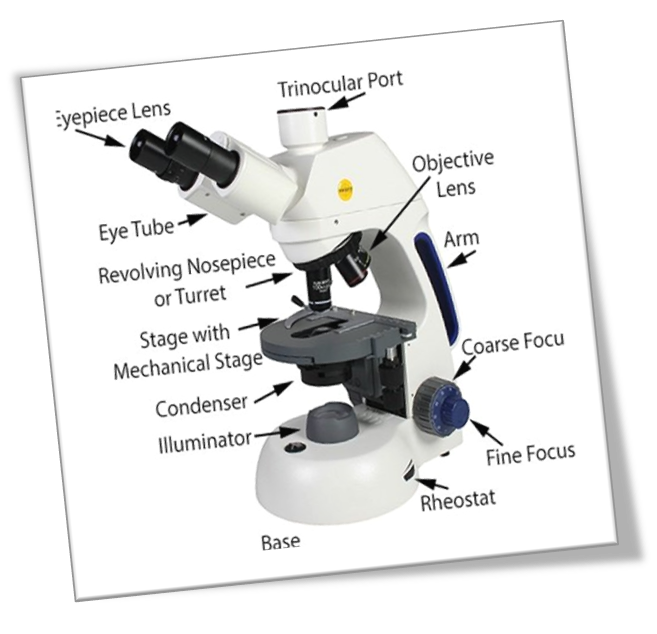 Trinocular Port
Eyepiece Lens
Objective
Lens
Eye Tube
Arm
Revolving Nosepiece
or Turret
Stage with
Mechanical Stage
Coarse Focu
Condenser
Illuminator
Fine Focus
Rheostat
Base